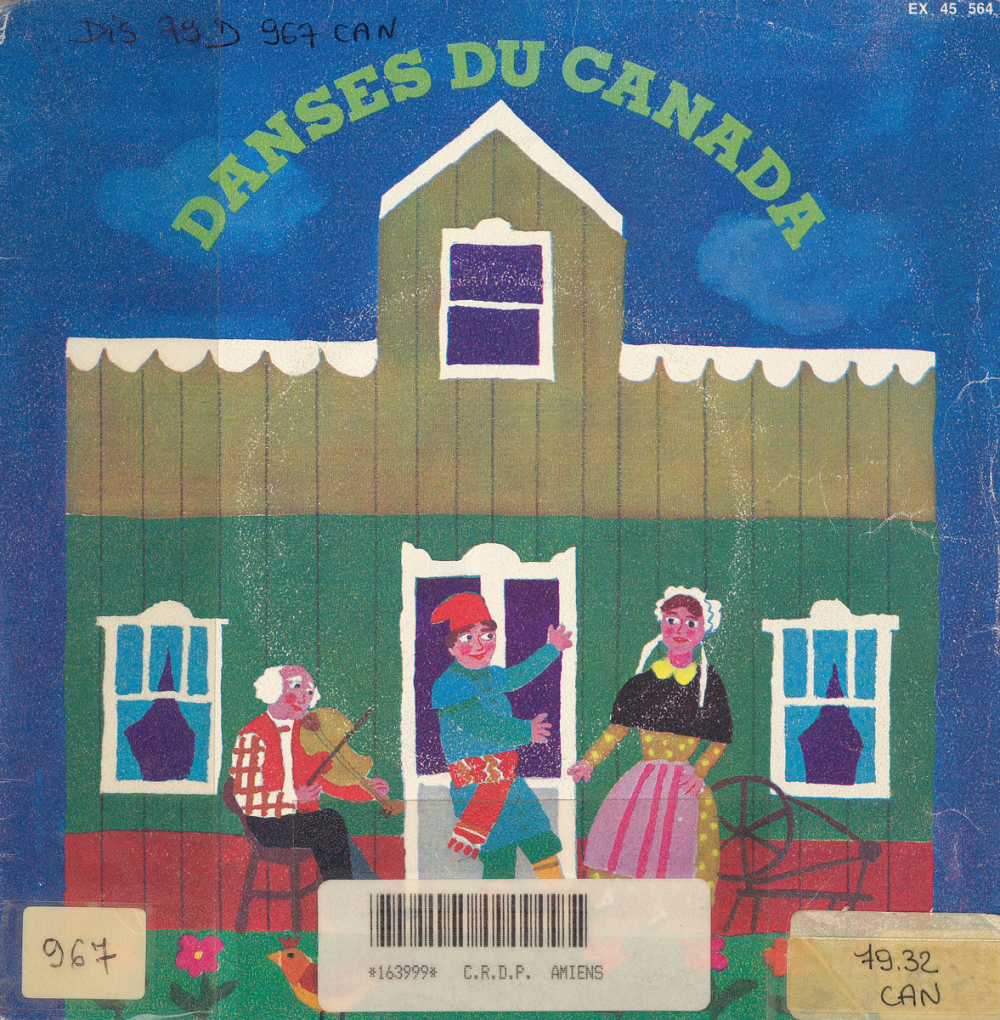 EX 45 564
Dis 79 D 967 CAN
DANSES DU CANADA
967
*163999* C.R.D.P. AMIENS
79.32
CAN